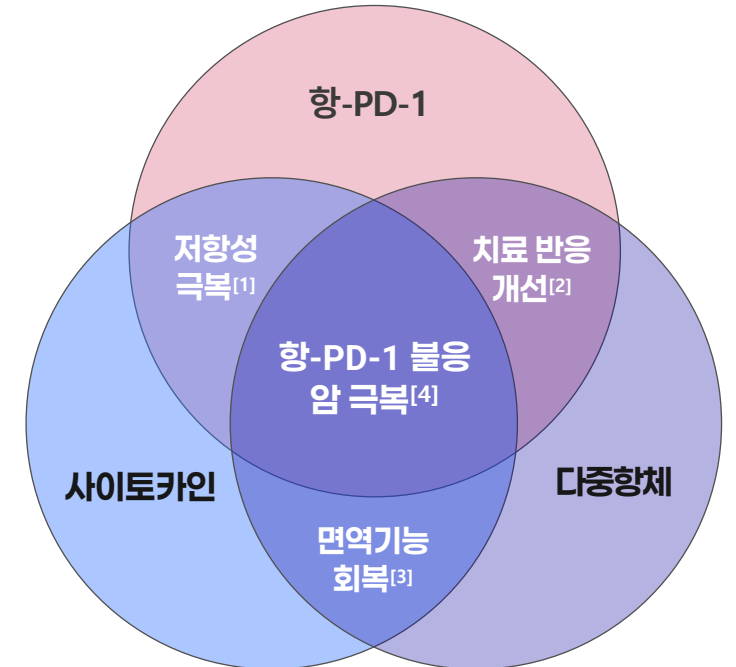 항-PD-1
저항성
극복[1]
치료 반응
개선[2]
항-PD-1 불응
암 극복[4]
사이토카인
다중항체
면역기능
회복[3]